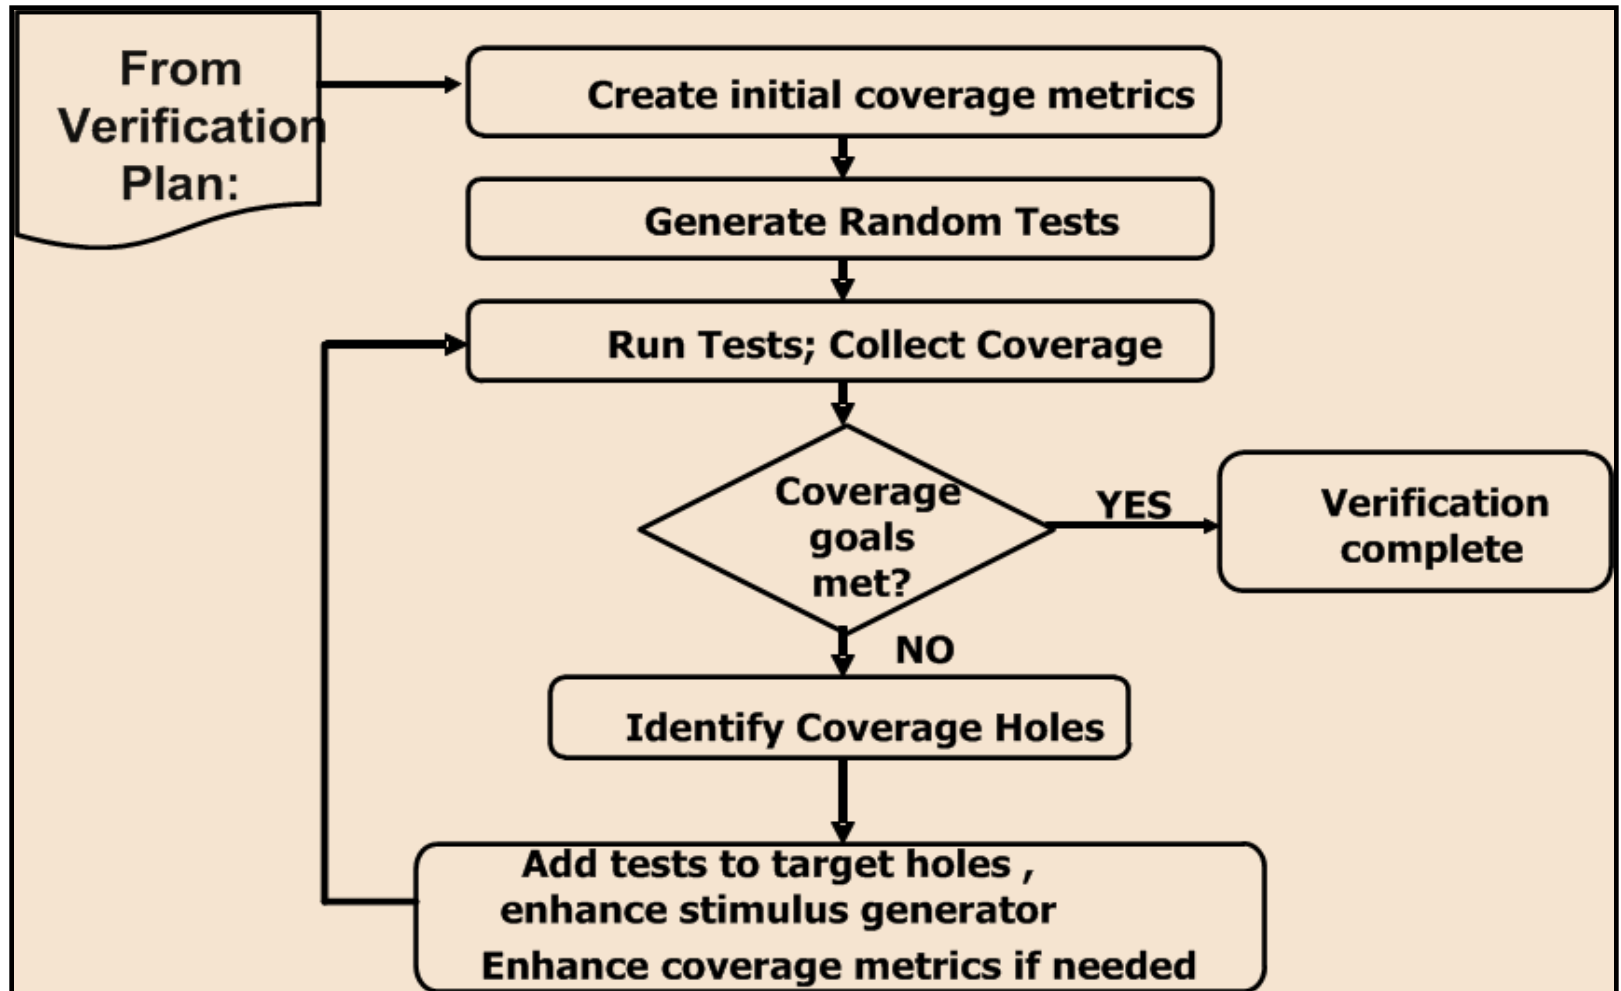 From
Verification
Plan:
Create initial coverage metrics
Generate Random Tests
Run Tests; Collect Coverage
Coverage
goals
met?
YES
Verification
complete
NO
Identify Coverage Holes
Add tests to target holes ,
enhance stimulus generator
Enhance coverage metrics if needed